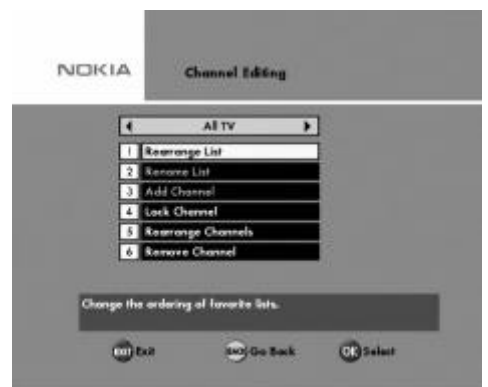 NOKIA
Channel Editing
All TV
1 Rearrange List
2 Rename List
3 Add Channel
4 Lock Channel
5 Rearrange Channels
6 Remove Channel
Change the ordering of favorite lists.
EXIT Exit BACK Go Back OK Select